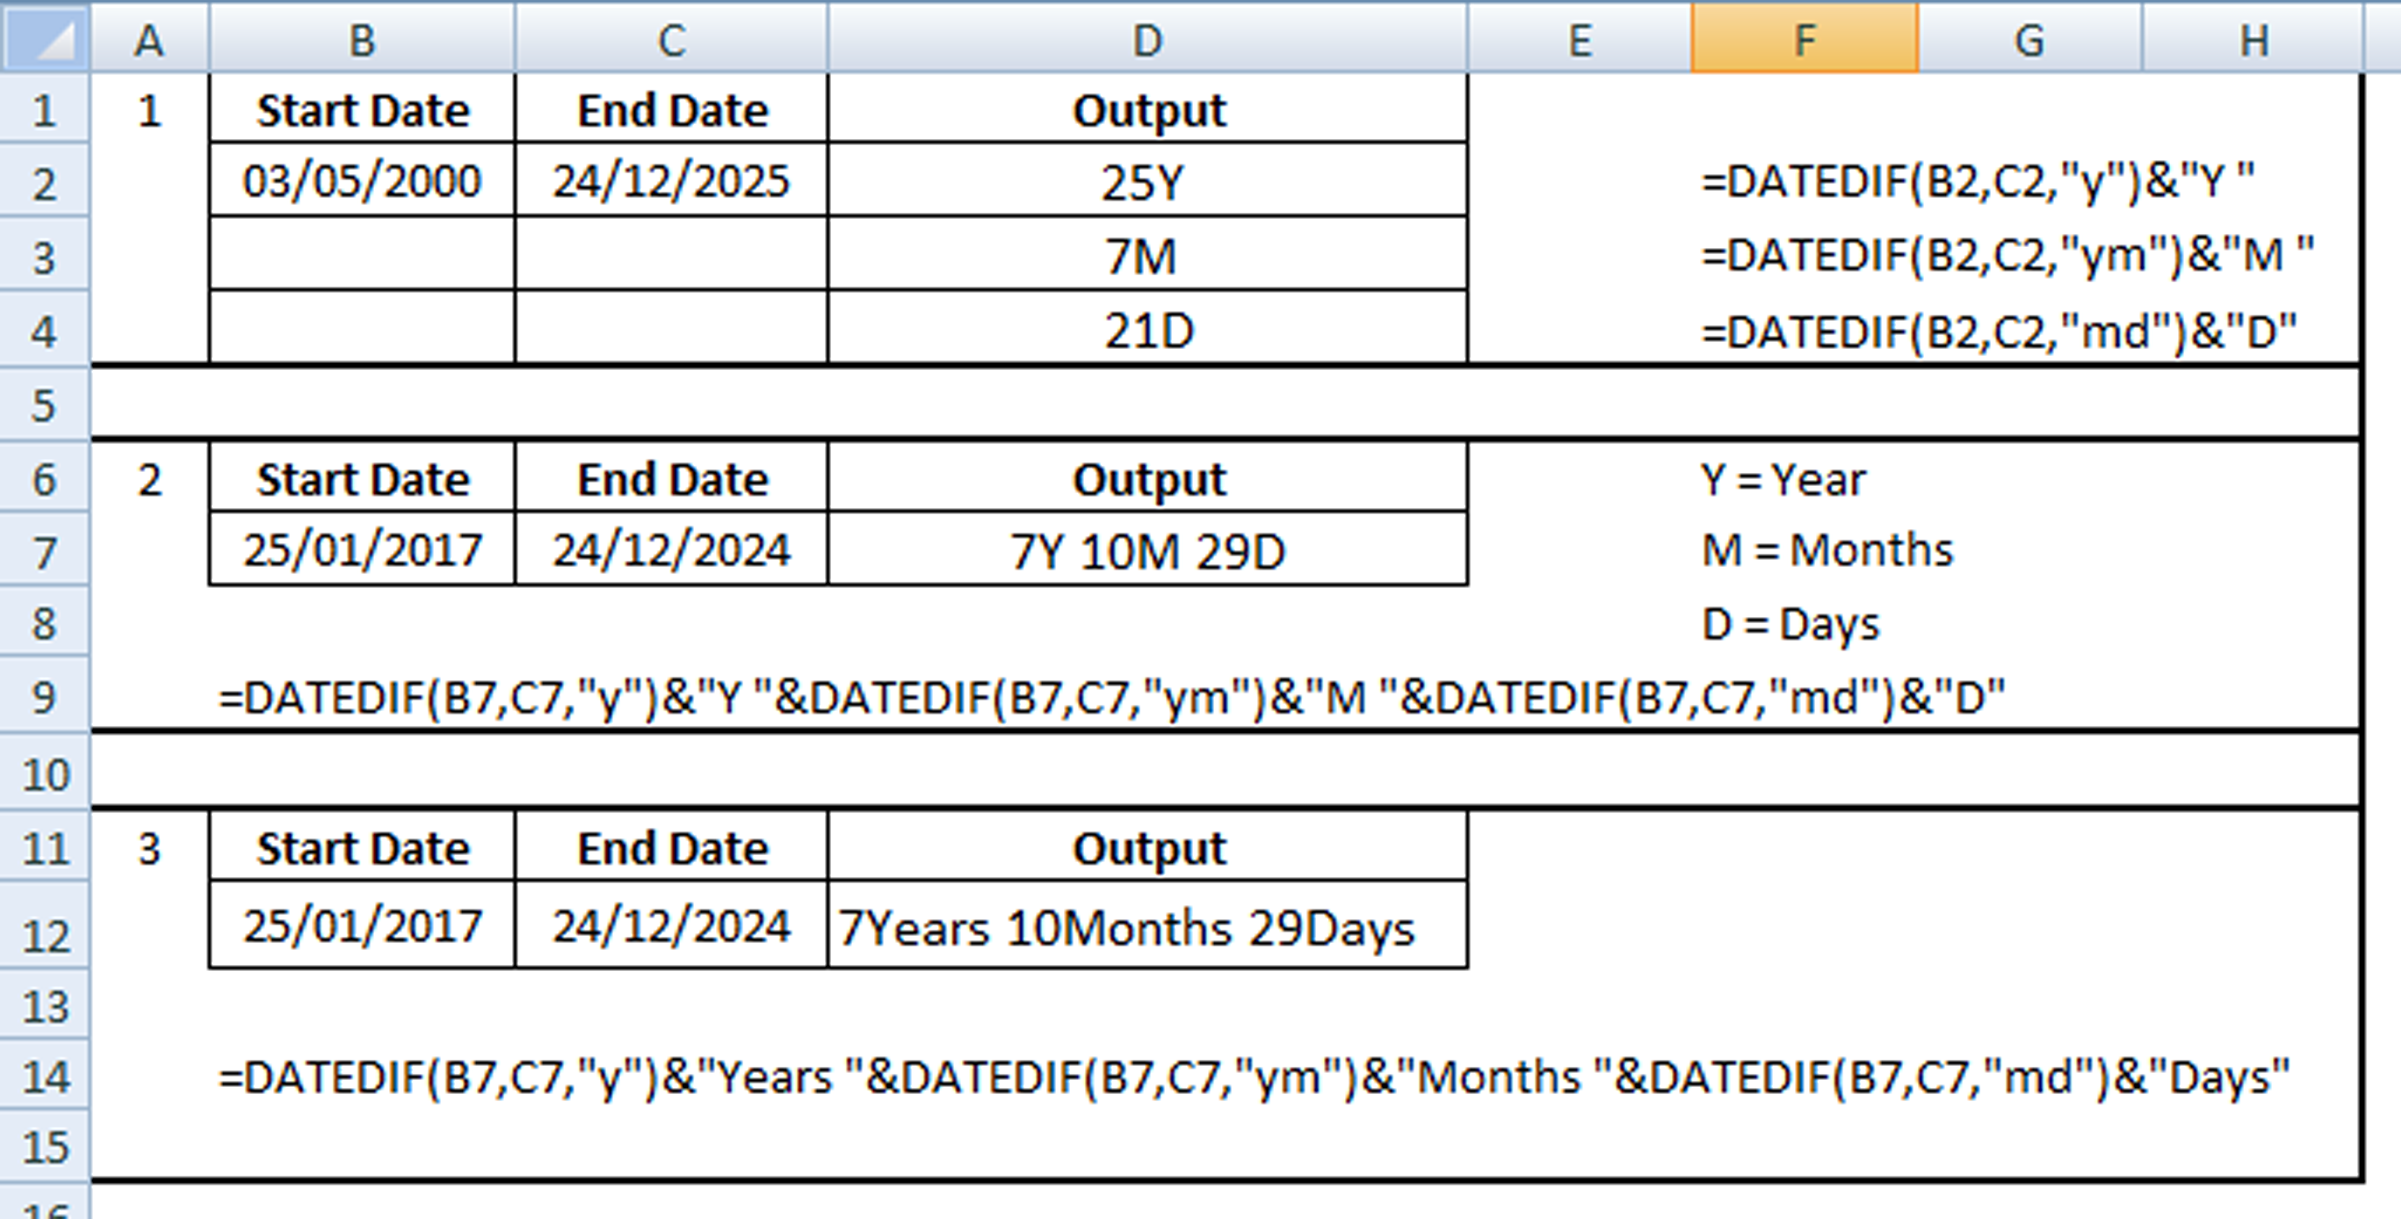 A B C D E F G H
1 1 Start Date End Date Output
2 03/05/2000 24/12/2025 25Y =DATEDIF(B2,C2,"y")&"Y "
3 7M =DATEDIF(B2,C2,"ym")&"M "
4 21D =DATEDIF(B2,C2,"md")&"D"
5
6 2 Start Date End Date Output Y = Year
7 25/01/2017 24/12/2024 7Y 10M 29D M = Months
8 D = Days
9 =DATEDIF(B7,C7,"y")&"Y "&DATEDIF(B7,C7,"ym")&"M "&DATEDIF(B7,C7,"md")&"D"
10
11 3 Start Date End Date Output
12 25/01/2017 24/12/2024 7Years 10Months 29Days
13
14 =DATEDIF(B7,C7,"y")&"Years "&DATEDIF(B7,C7,"ym")&"Months "&DATEDIF(B7,C7,"md")&"Days"
15
16